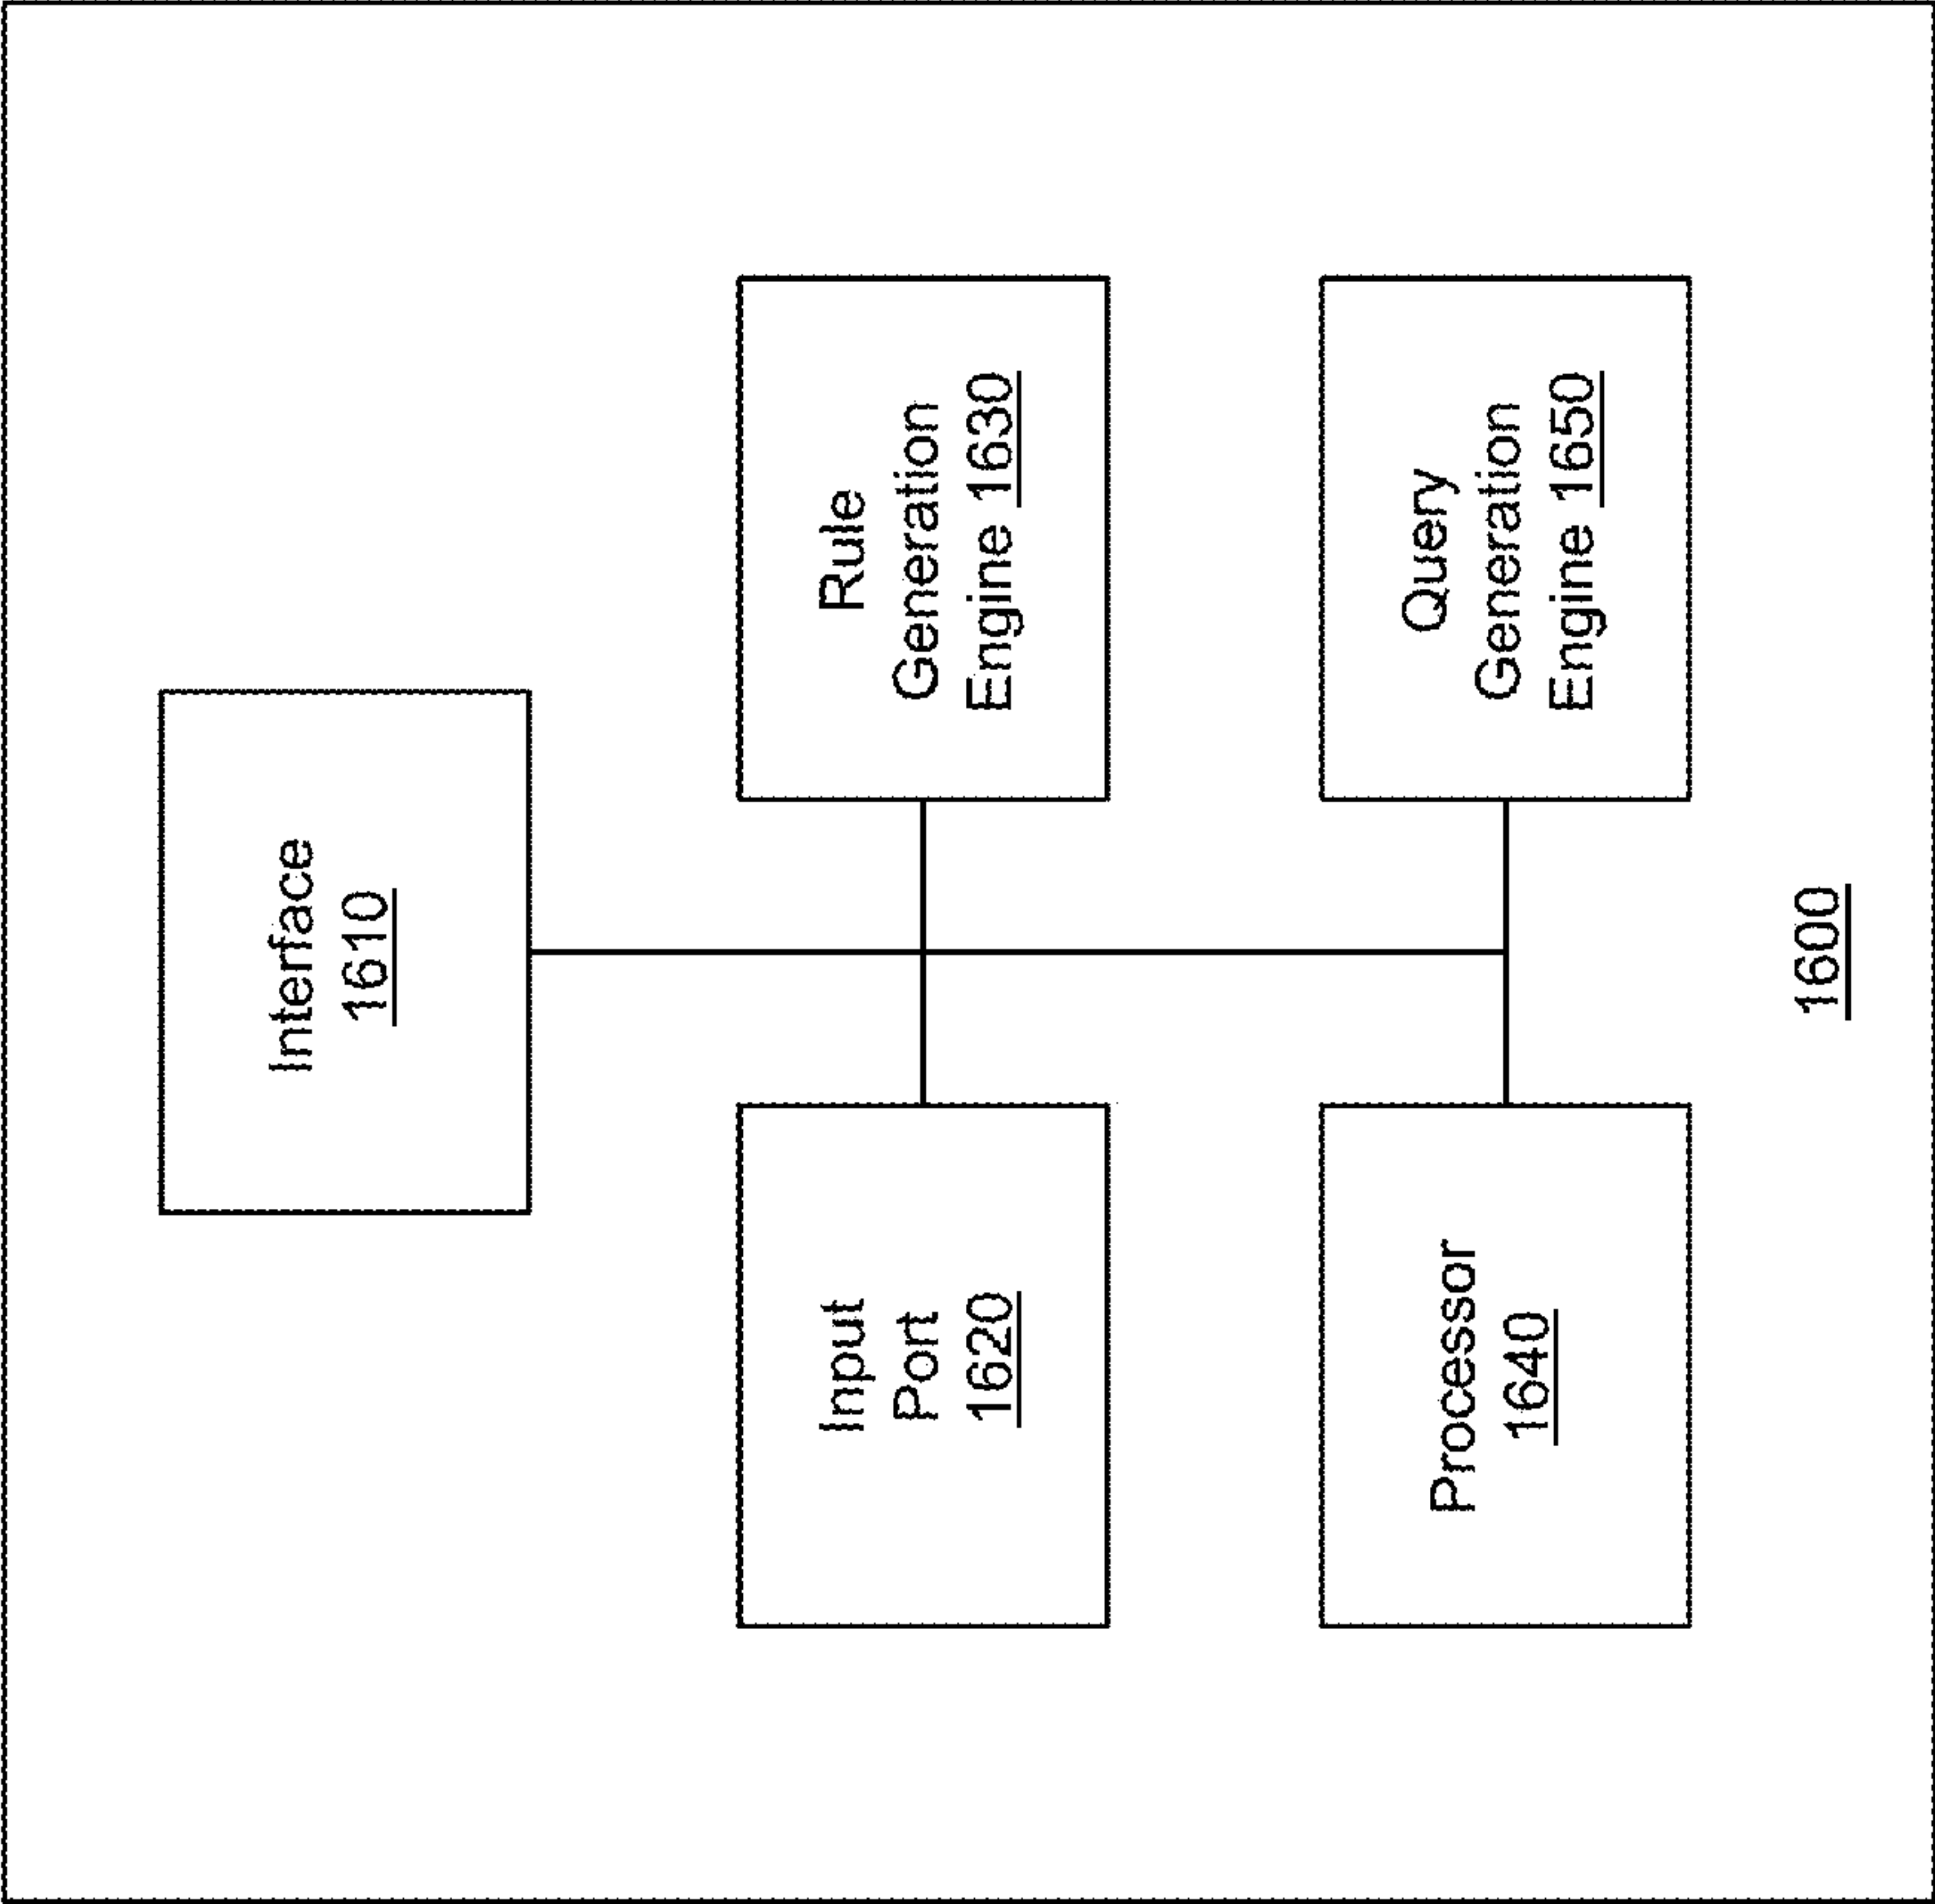 Interface
1610
Input
Port
1620
Rule
Generation
Engine 1630
Processor
1640
Query
Generation
Engine 1650
1600